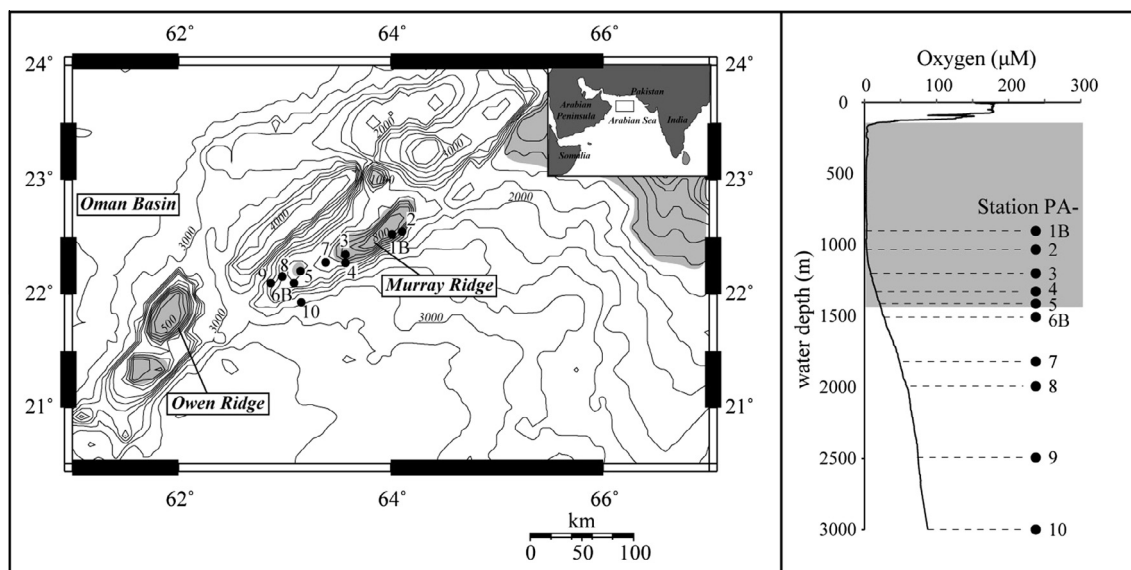 62° 64° 66°
Oxygen (µM)
24° 24°
0 100 200 300
0
Pakistan
Arabian
Peninsula
India
Arabian Sea
Somalia
2000
1000
500
23° 23°
1000
Station PA-
Oman Basin
4000
2000
3000
2
1B
1B
3
1000
2
7
4
8
9
5
Murray Ridge
3
22° 22°
6B
4
10
3000
5
500
3000
1500
6B
water depth (m)
7
Owen Ridge
2000
8
21° 21°
2500
9
62° 64° 66°
km
3000
10
0 50 100